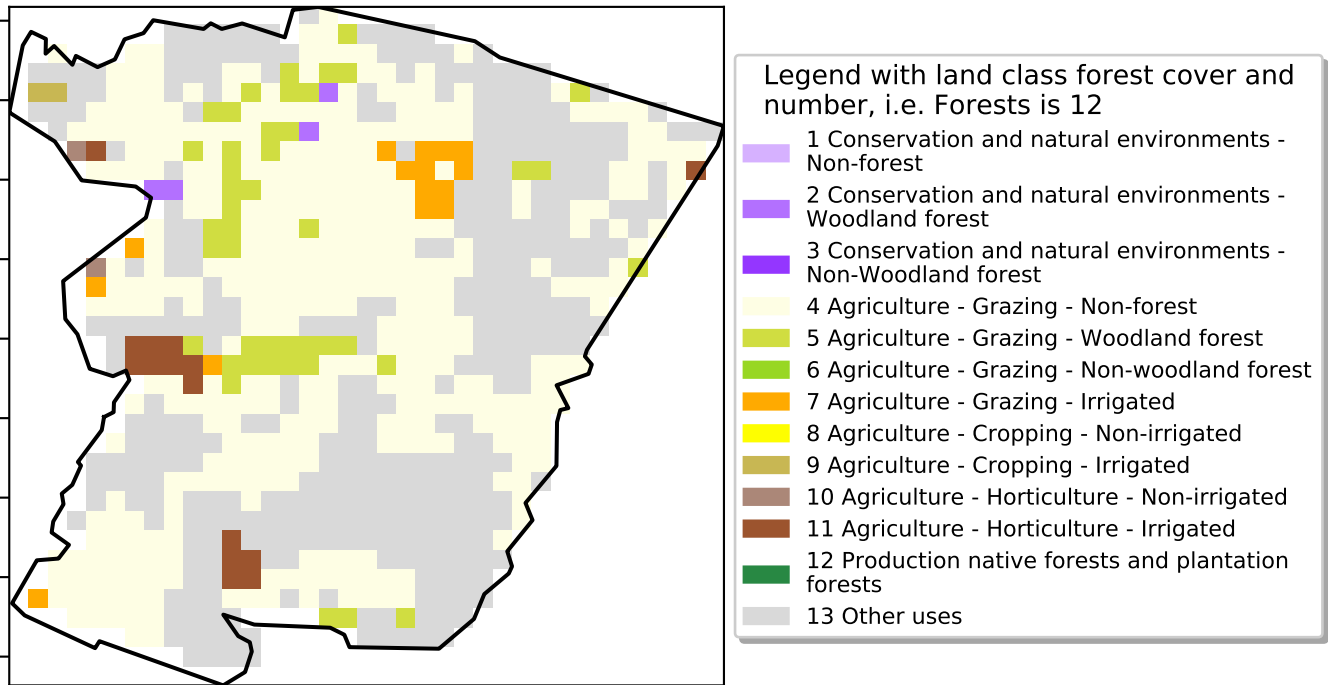 Legend with land class forest cover and
number, i.e. Forests is 12
1 Conservation and natural environments -
Non-forest
2 Conservation and natural environments -
Woodland forest
3 Conservation and natural environments -
Non-Woodland forest
4 Agriculture - Grazing - Non-forest
5 Agriculture - Grazing - Woodland forest
6 Agriculture - Grazing - Non-woodland forest
7 Agriculture - Grazing - Irrigated
8 Agriculture - Cropping - Non-irrigated
9 Agriculture - Cropping - Irrigated
10 Agriculture - Horticulture - Non-irrigated
11 Agriculture - Horticulture - Irrigated
12 Production native forests and plantation
forests
13 Other uses